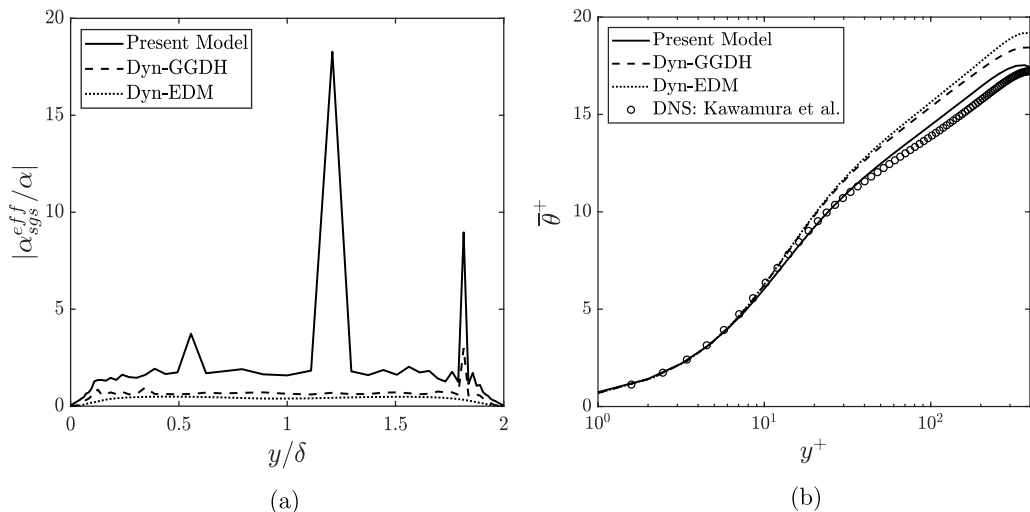 20
15
10
5
0
0
0.5
1
1.5
2
|α_{sgs}^{eff}/α|
y/δ
Present Model
Dyn-GGDH
Dyn-EDM
(a)
20
15
10
5
0
10^0
10^1
10^2
θ̅^+
y^+
Present Model
Dyn-GGDH
Dyn-EDM
DNS: Kawamura et al.
(b)